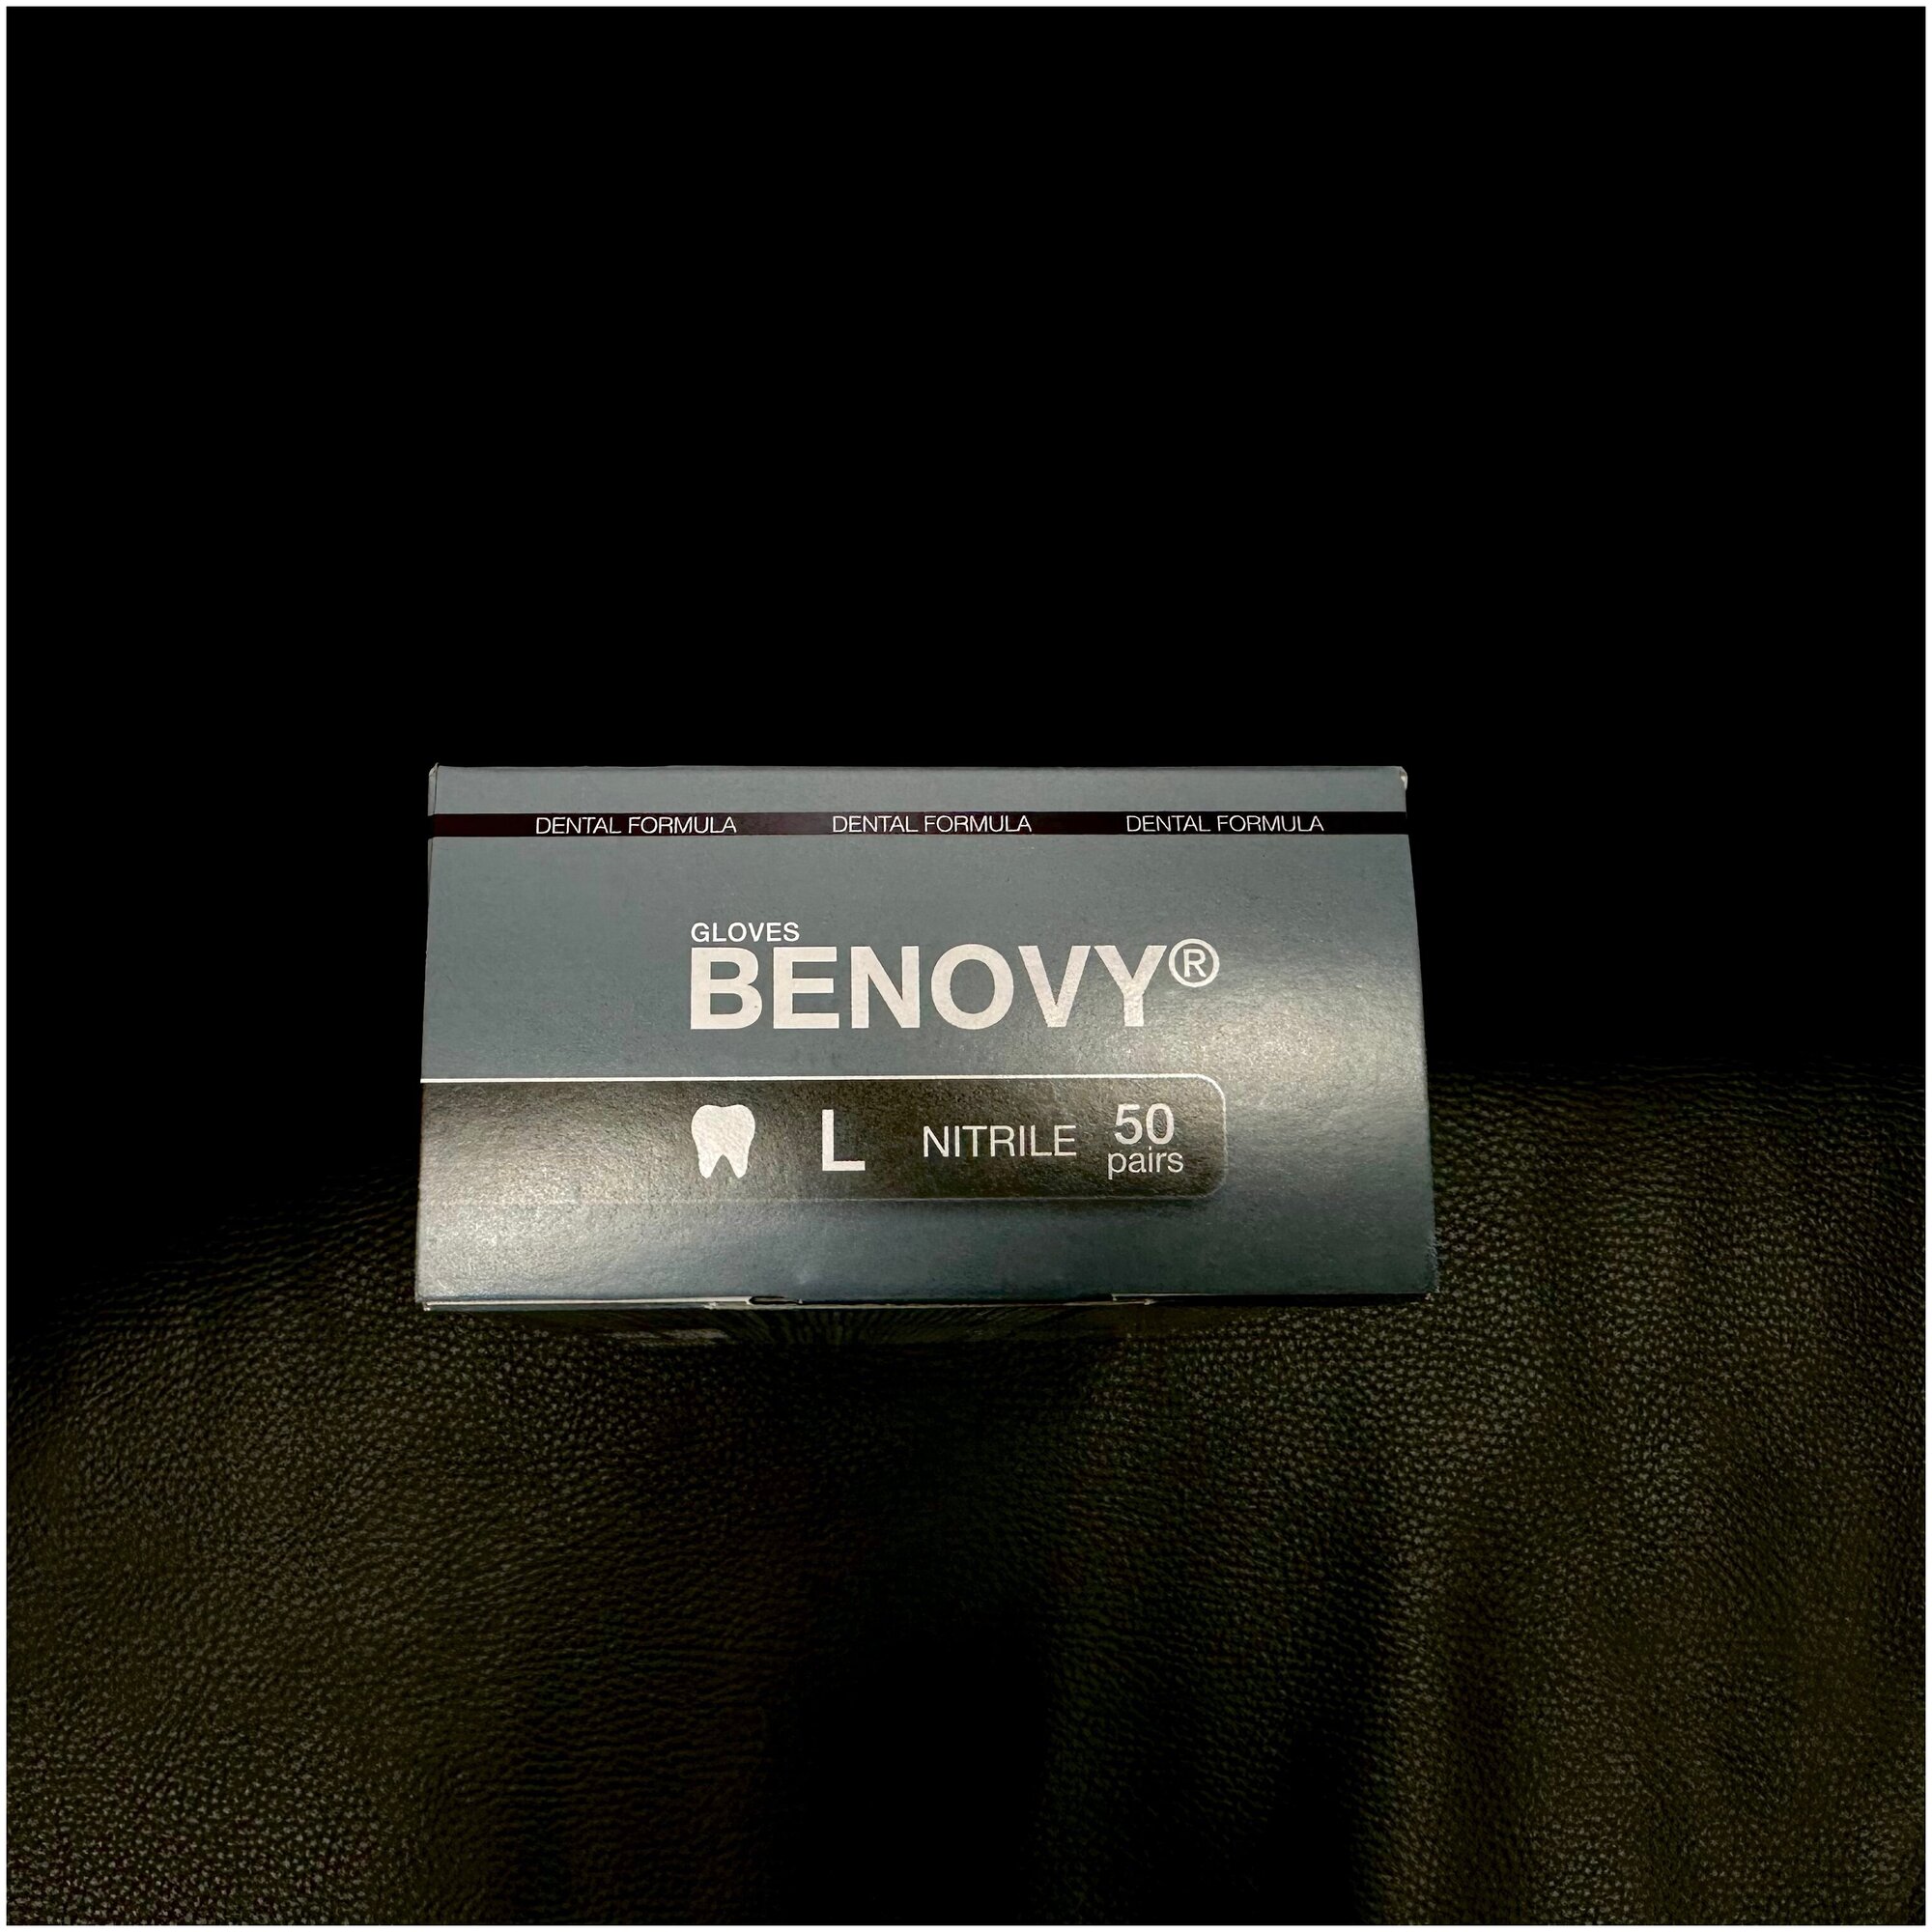 DENTAL FORMULA DENTAL FORMULA DENTAL FORMULA
GLOVES
BENOVY®
L NITRILE 50 pairs